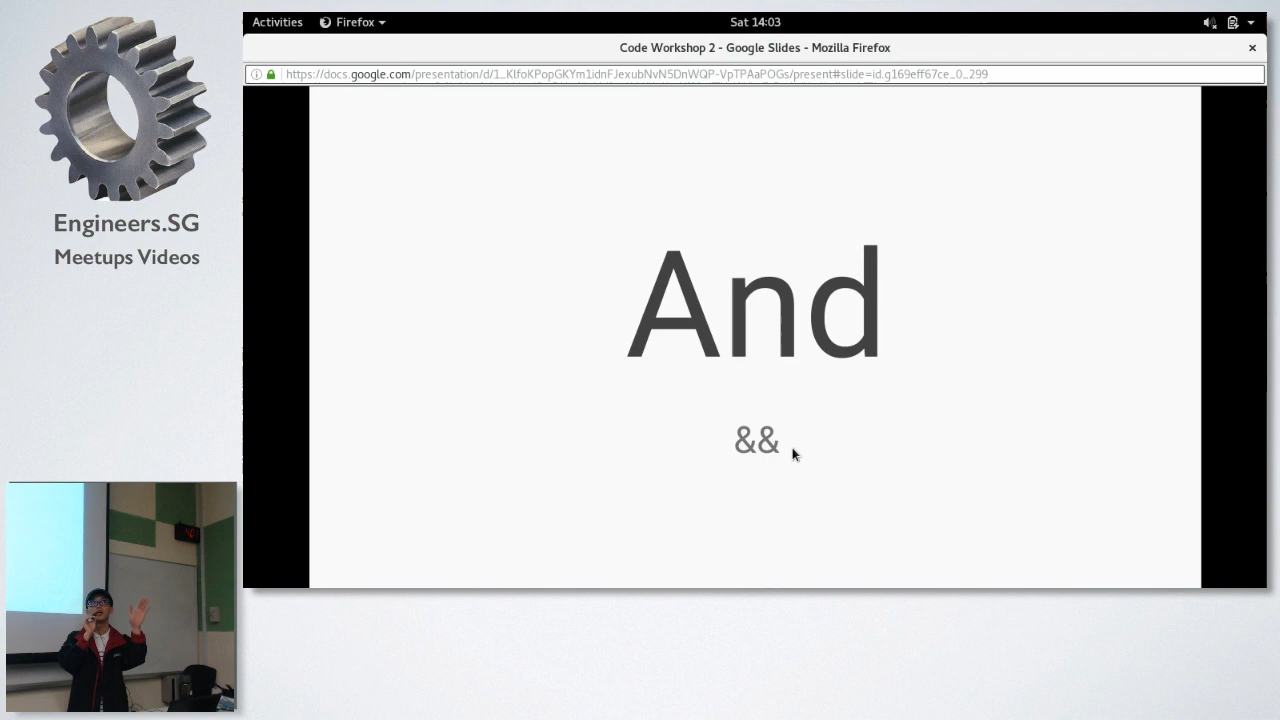 Activities
Firefox
Sat 14:03
Code Workshop 2 - Google Slides - Mozilla Firefox
https://docs.google.com/presentation/d/1_KlfoKPopGKYm1idnFJexubNvN5DnWQP-VpTPAaPOGs/present#slide=id.g169eff67ce_0_299
Engineers.SG
Meetups Videos
And
&&